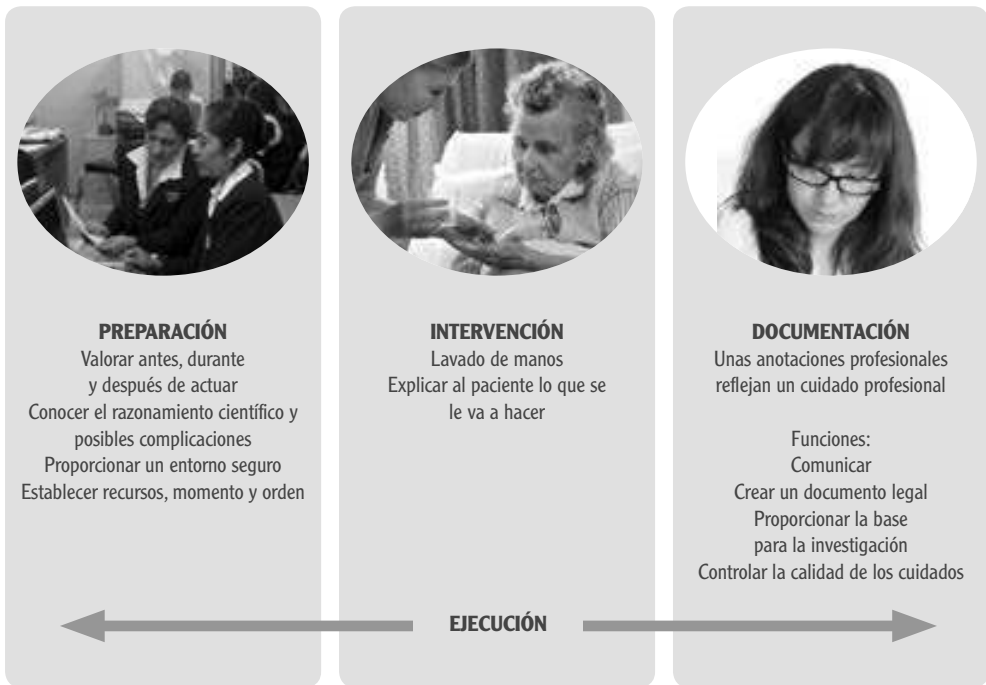 PREPARACIÓN
Valorar antes, durante
y después de actuar
Conocer el razonamiento científico y
posibles complicaciones
Proporcionar un entorno seguro
Establecer recursos, momento y orden
INTERVENCIÓN
Lavado de manos
Explicar al paciente lo que se
le va a hacer
DOCUMENTACIÓN
Unas anotaciones profesionales
reflejan un cuidado profesional
Funciones:
Comunicar
Crear un documento legal
Proporcionar la base
para la investigación
Controlar la calidad de los cuidados
EJECUCIÓN